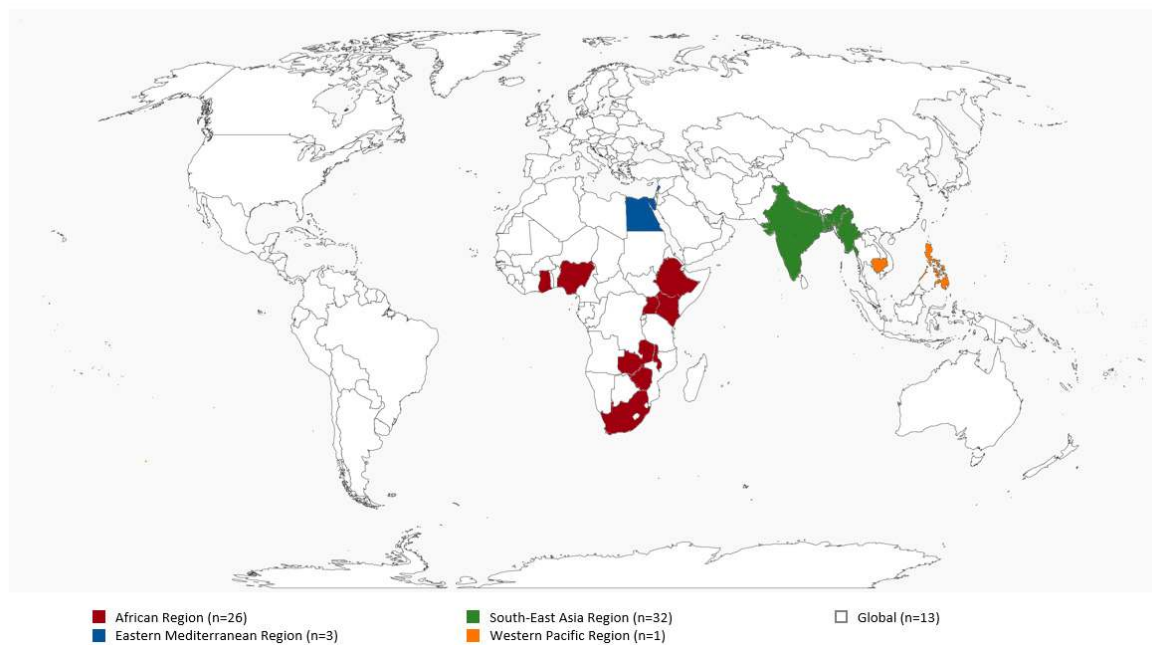 African Region (n=26)
Eastern Mediterranean Region (n=3)
South-East Asia Region (n=32)
Western Pacific Region (n=1)
Global (n=13)